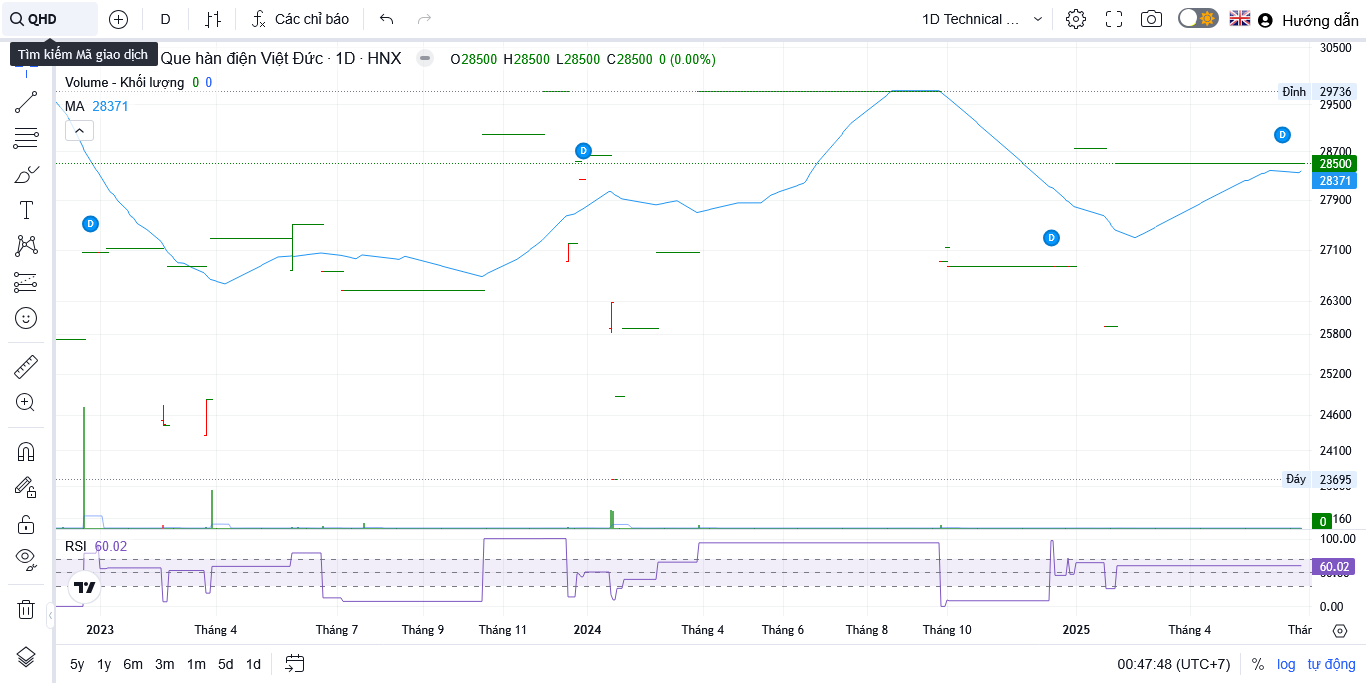 QHD
D
Các chỉ báo
1D Technical ...
Hướng dẫn
Tìm kiếm Mã giao dịch
Que hàn điện Việt Đức · 1D · HNX
O28500 H28500 L28500 C28500 0 (0.00%)
Volume - Khối lượng 0 0
MA 28371
30500
Đỉnh 29736
29500
D
D
28700
28500
28371
27900
D
D
27100
26300
25800
25200
24600
24100
Đáy 23695
0
160
RSI 60.02
100.00
60.02
0.00
2023
Tháng 4
Tháng 7
Tháng 9
Tháng 11
2024
Tháng 4
Tháng 6
Tháng 8
Tháng 10
2025
Tháng 4
Thár
5y 1y 6m 3m 1m 5d 1d
00:47:48 (UTC+7)
% log tự động